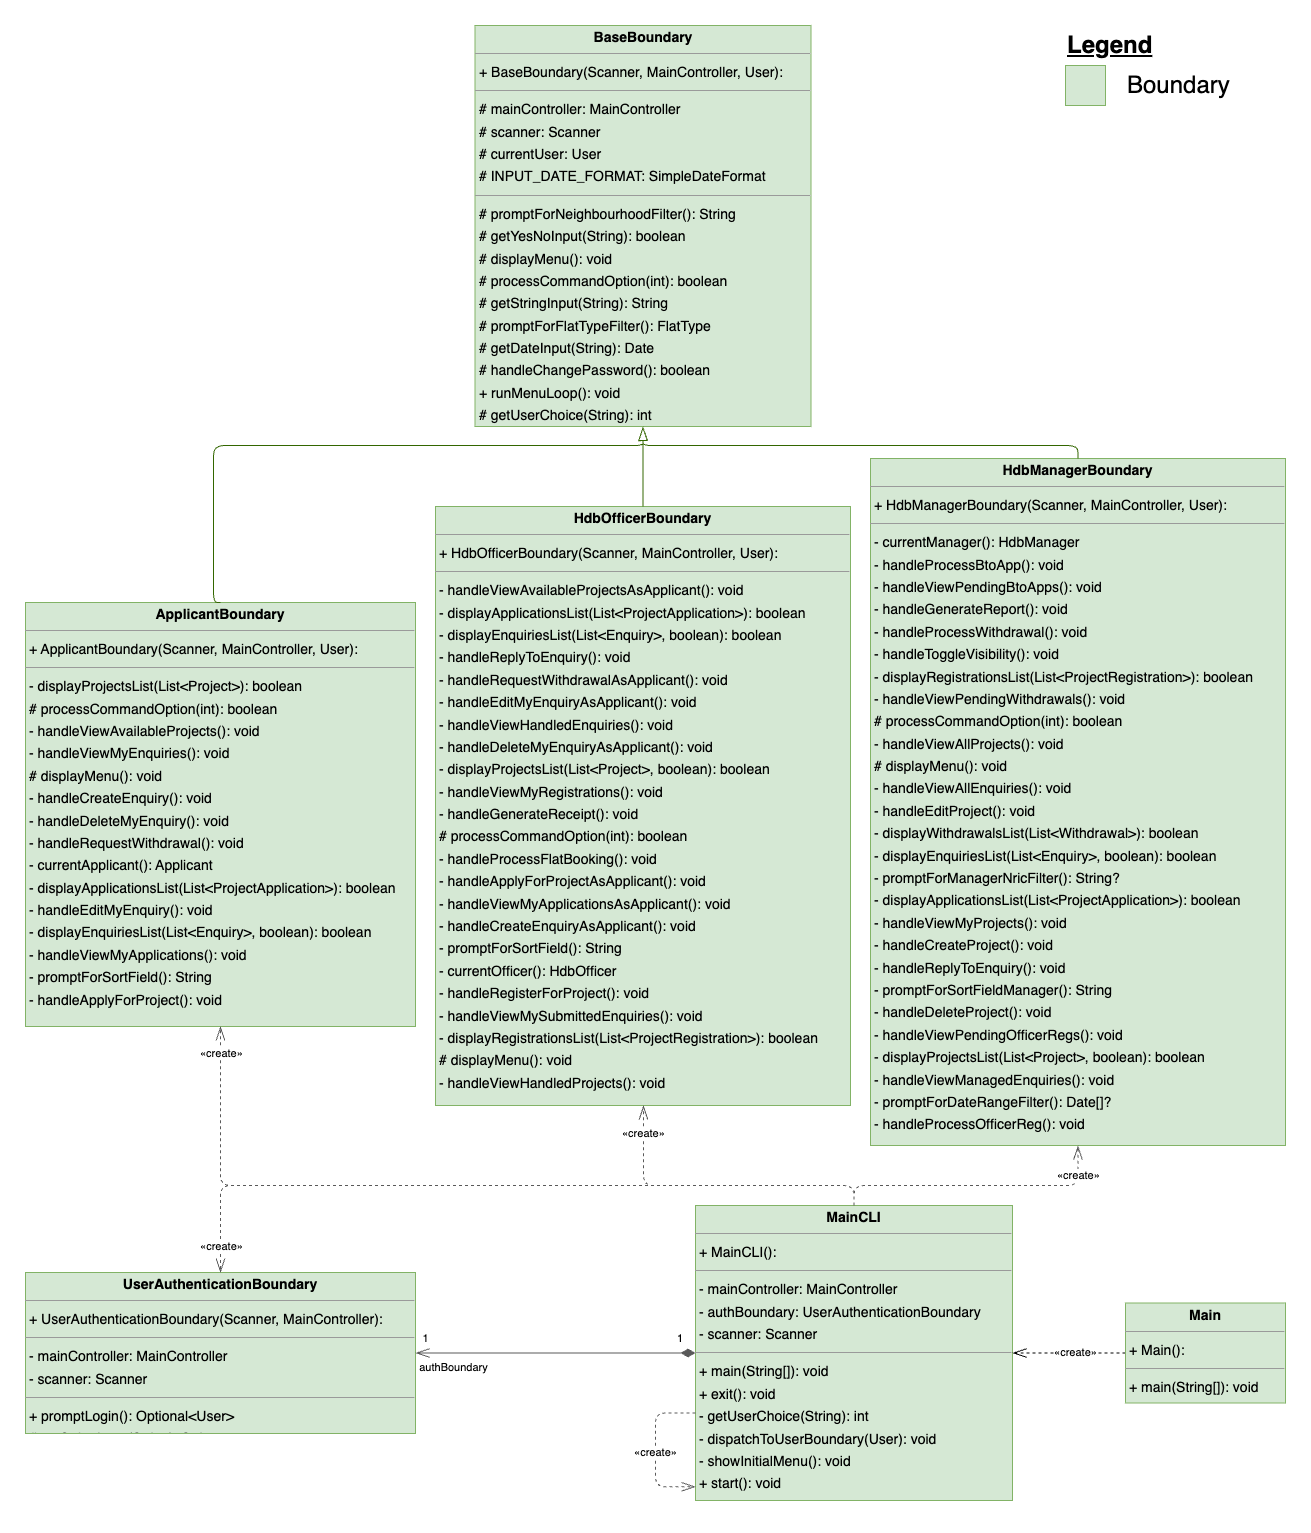 BaseBoundary
+ BaseBoundary(Scanner, MainController, User):
# mainController: MainController
# scanner: Scanner
# currentUser: User
# INPUT_DATE_FORMAT: SimpleDateFormat
# promptForNeighbourhoodFilter(): String
# getYesNoInput(String): boolean
# displayMenu(): void
# processCommandOption(int): boolean
# getStringInput(String): String
# promptForFlatTypeFilter(): FlatType
# getDateInput(String): Date
# handleChangePassword(): boolean
+ runMenuLoop(): void
# getUserChoice(String): int
Legend
Boundary
ApplicantBoundary
+ ApplicantBoundary(Scanner, MainController, User):
- displayProjectsList(List<Project>): boolean
# processCommandOption(int): boolean
- handleViewAvailableProjects(): void
- handleViewMyEnquiries(): void
# displayMenu(): void
- handleCreateEnquiry(): void
- handleDeleteMyEnquiry(): void
- handleRequestWithdrawal(): void
- currentApplicant(): Applicant
- displayApplicationsList(List<ProjectApplication>): boolean
- handleEditMyEnquiry(): void
- displayEnquiriesList(List<Enquiry>, boolean): boolean
- handleViewMyApplications(): void
- promptForSortField(): String
- handleApplyForProject(): void
HdbOfficerBoundary
+ HdbOfficerBoundary(Scanner, MainController, User):
- handleViewAvailableProjectsAsApplicant(): void
- displayApplicationsList(List<ProjectApplication>): boolean
- displayEnquiriesList(List<Enquiry>, boolean): boolean
- handleReplyToEnquiry(): void
- handleRequestWithdrawalAsApplicant(): void
- handleEditMyEnquiryAsApplicant(): void
- handleViewHandledEnquiries(): void
- handleDeleteMyEnquiryAsApplicant(): void
- displayProjectsList(List<Project>, boolean): boolean
- handleViewMyRegistrations(): void
- handleGenerateReceipt(): void
# processCommandOption(int): boolean
- handleProcessFlatBooking(): void
- handleApplyForProjectAsApplicant(): void
- handleViewMyApplicationsAsApplicant(): void
- handleCreateEnquiryAsApplicant(): void
- promptForSortField(): String
- currentOfficer(): HdbOfficer
- handleRegisterForProject(): void
- handleViewMySubmittedEnquiries(): void
- displayRegistrationsList(List<ProjectRegistration>): boolean
# displayMenu(): void
- handleViewHandledProjects(): void
HdbManagerBoundary
+ HdbManagerBoundary(Scanner, MainController, User):
- currentManager(): HdbManager
- handleProcessBtoApp(): void
- handleViewPendingBtoApps(): void
- handleGenerateReport(): void
- handleProcessWithdrawal(): void
- handleToggleVisibility(): void
- displayRegistrationsList(List<ProjectRegistration>): boolean
- handleViewPendingWithdrawals(): void
# processCommandOption(int): boolean
- handleViewAllProjects(): void
# displayMenu(): void
- handleViewAllEnquiries(): void
- handleEditProject(): void
- displayWithdrawalsList(List<Withdrawal>): boolean
- displayEnquiriesList(List<Enquiry>, boolean): boolean
- promptForManagerNricFilter(): String?
- displayApplicationsList(List<ProjectApplication>): boolean
- handleViewMyProjects(): void
- handleCreateProject(): void
- handleReplyToEnquiry(): void
- promptForSortFieldManager(): String
- handleDeleteProject(): void
- handleViewPendingOfficerRegs(): void
- displayProjectsList(List<Project>, boolean): boolean
- handleViewManagedEnquiries(): void
- promptForDateRangeFilter(): Date[]?
- handleProcessOfficerReg(): void
«create»
«create»
«create»
«create»
UserAuthenticationBoundary
+ UserAuthenticationBoundary(Scanner, MainController):
- mainController: MainController
- scanner: Scanner
+ promptLogin(): Optional<User>
1
1
authBoundary
MainCLI
+ MainCLI():
- mainController: MainController
- authBoundary: UserAuthenticationBoundary
- scanner: Scanner
+ main(String[]): void
+ exit(): void
- getUserChoice(String): int
- dispatchToUserBoundary(User): void
- showInitialMenu(): void
+ start(): void
«create»
«create»
Main
+ Main():
+ main(String[]): void